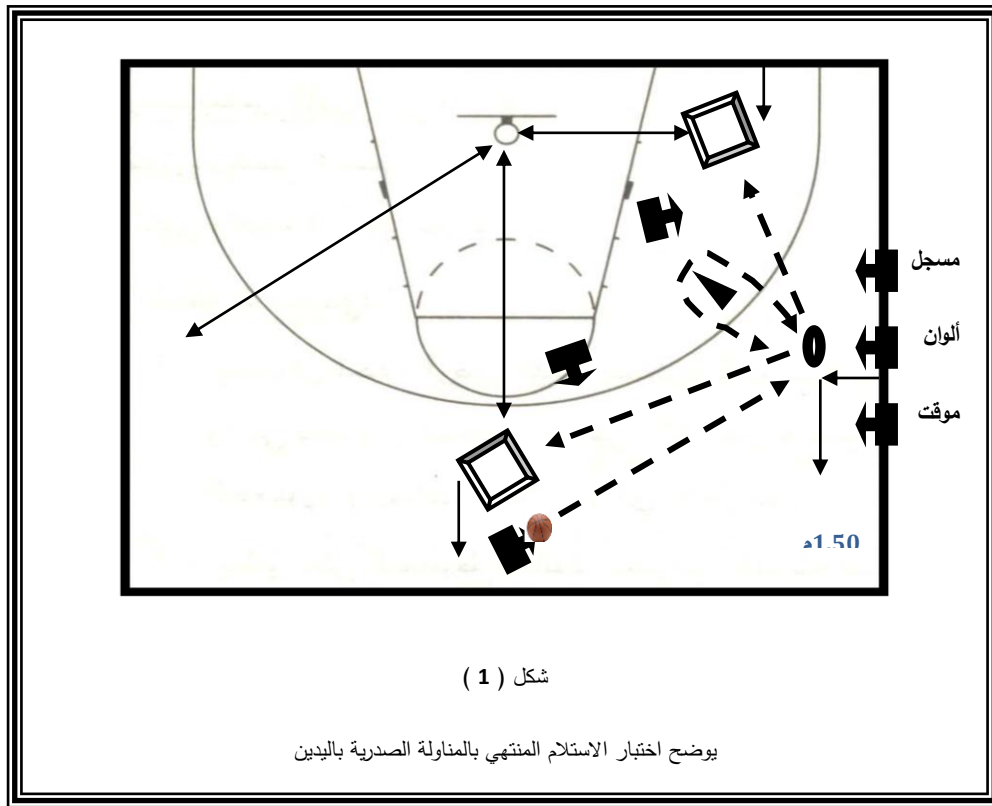 مسجل
ألوان
موقت
1.50م
شكل ( 1 )
يوضح اختبار الاستلام المنتهي بالمناولة الصدرية باليدين